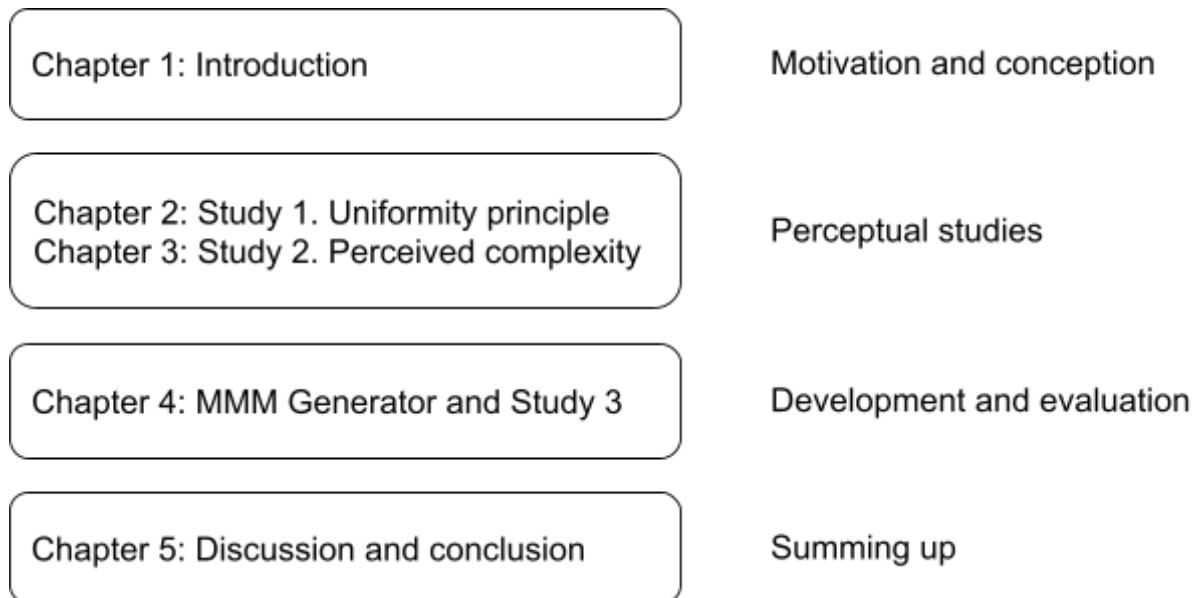 Chapter 1: Introduction
Motivation and conception
Chapter 2: Study 1. Uniformity principle
Chapter 3: Study 2. Perceived complexity
Perceptual studies
Chapter 4: MMM Generator and Study 3
Development and evaluation
Chapter 5: Discussion and conclusion
Summing up